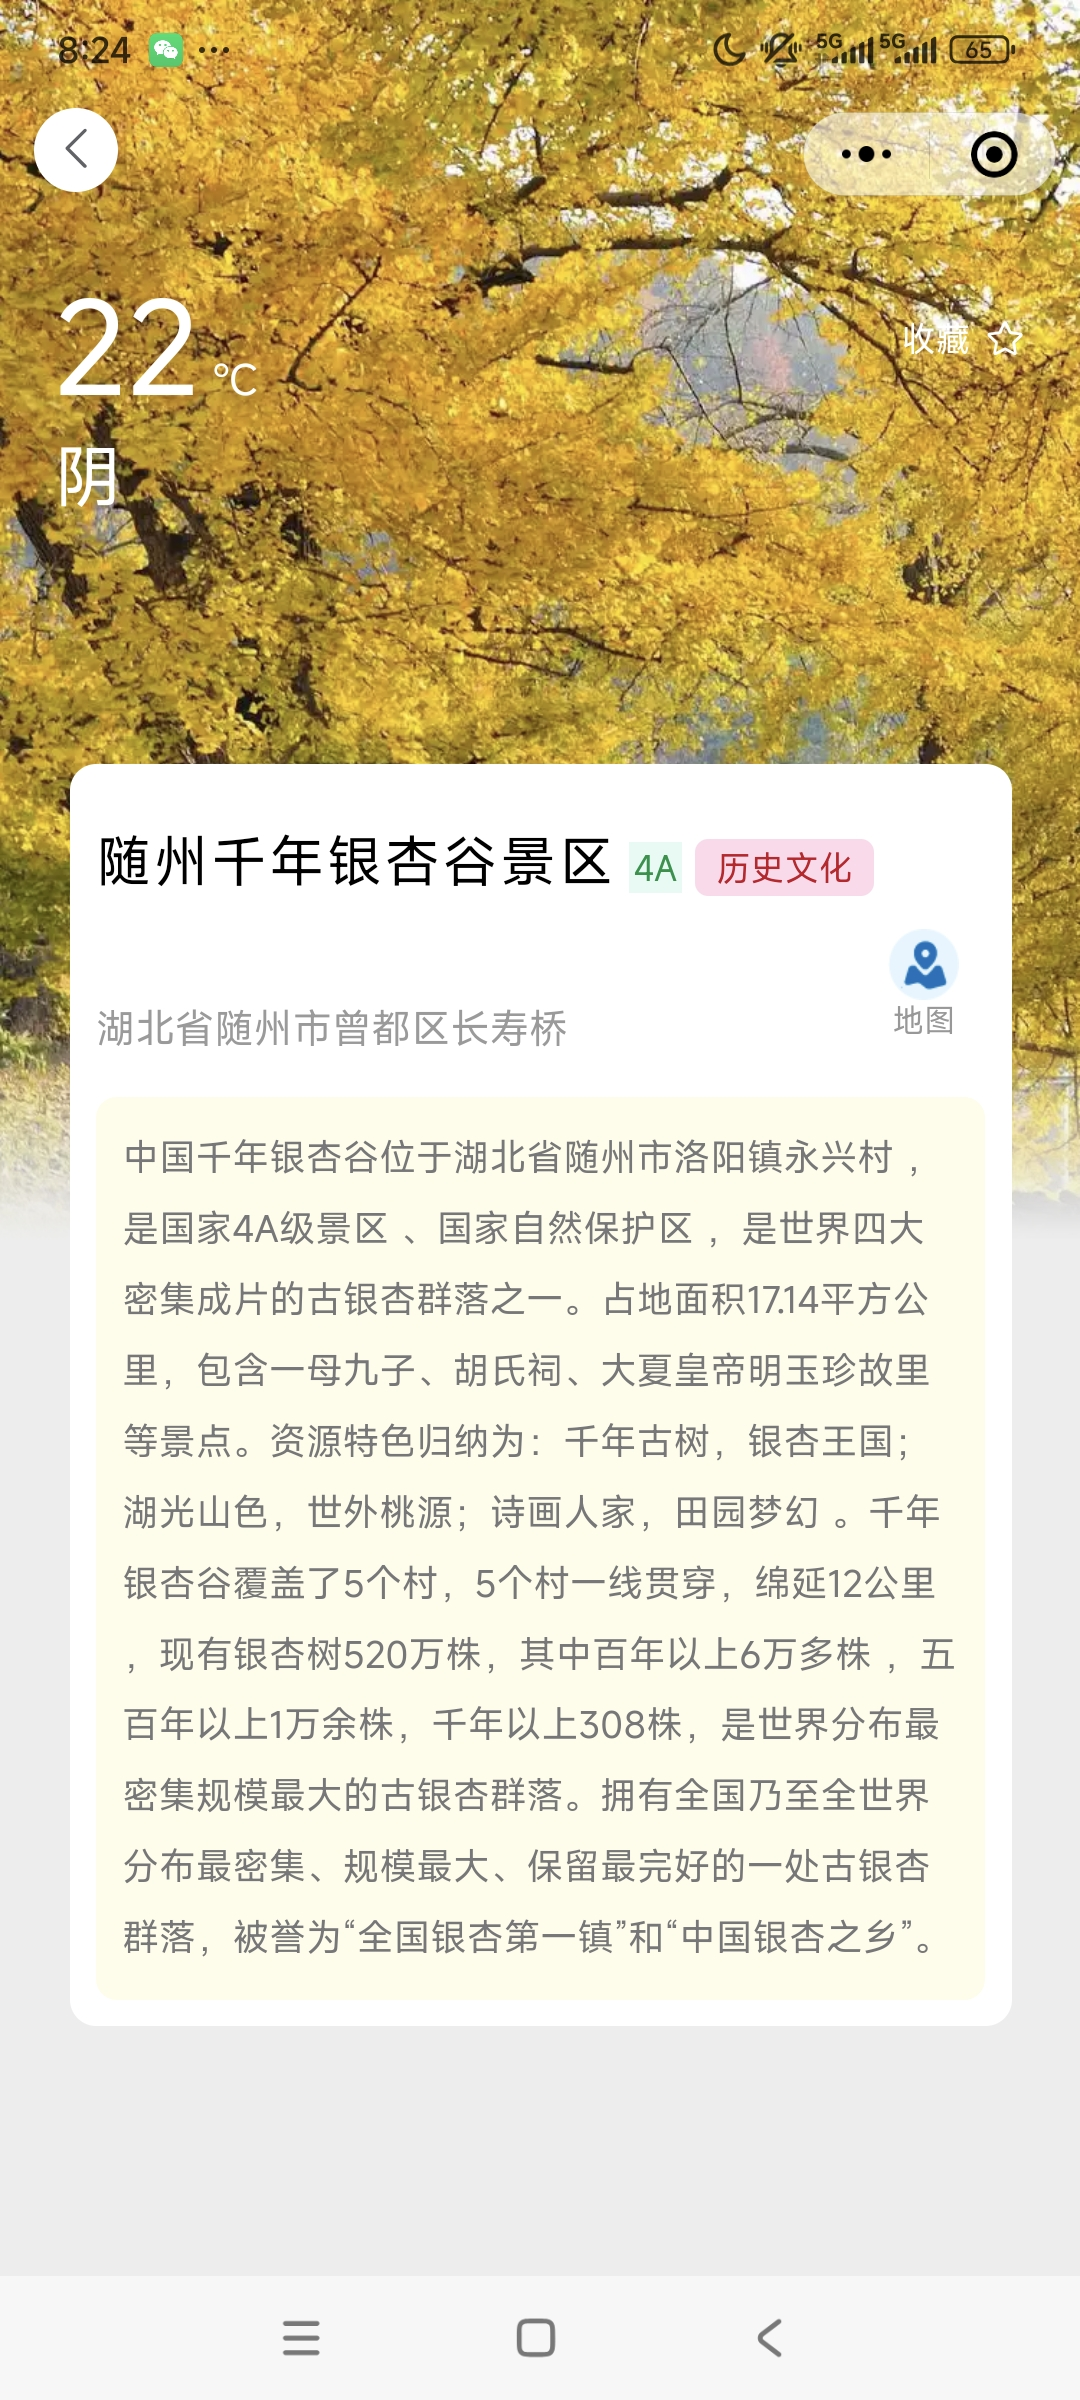 8:24
5G 5G 65
22℃
收藏
阴
随州千年银杏谷景区 4A 历史文化
湖北省随州市曾都区长寿桥
地图
中国千年银杏谷位于湖北省随州市洛阳镇永兴村 ，
是国家4A级景区 、国家自然保护区 ，是世界四大
密集成片的古银杏群落之一。占地面积17.14平方公
里，包含一母九子、胡氏祠、大夏皇帝明玉珍故里
等景点。资源特色归纳为：千年古树，银杏王国；
湖光山色，世外桃源；诗画人家，田园梦幻 。千年
银杏谷覆盖了5个村，5个村一线贯穿，绵延12公里
，现有银杏树520万株，其中百年以上6万多株 ，五
百年以上1万余株，千年以上308株，是世界分布最
密集规模最大的古银杏群落。拥有全国乃至全世界
分布最密集、规模最大、保留最完好的一处古银杏
群落，被誉为“全国银杏第一镇”和“中国银杏之乡”。